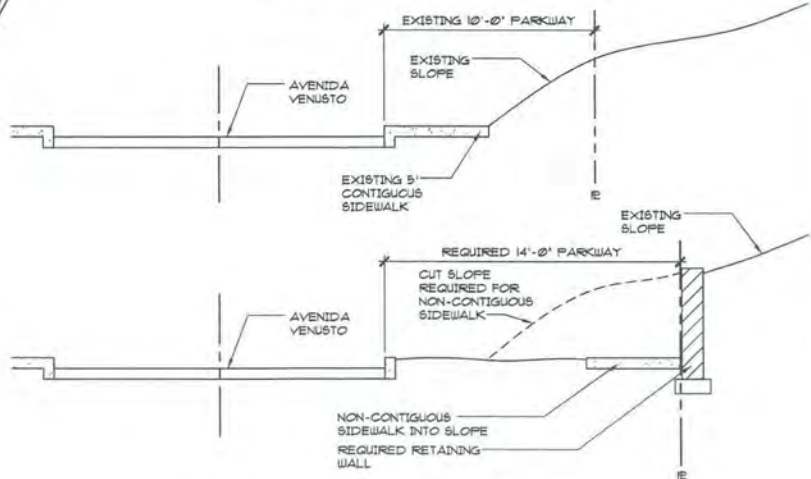 EXISTING 10'-0" PARKWAY
EXISTING
SLOPE
AVENIDA
VENUSTO
EXISTING 5'
CONTIGUOUS
SIDEWALK
PL
EXISTING
SLOPE
REQUIRED 14'-0" PARKWAY
CUT SLOPE
REQUIRED FOR
NON-CONTIGUOUS
SIDEWALK
AVENIDA
VENUSTO
NON-CONTIGUOUS
SIDEWALK INTO SLOPE
REQUIRED RETAINING
WALL
PL